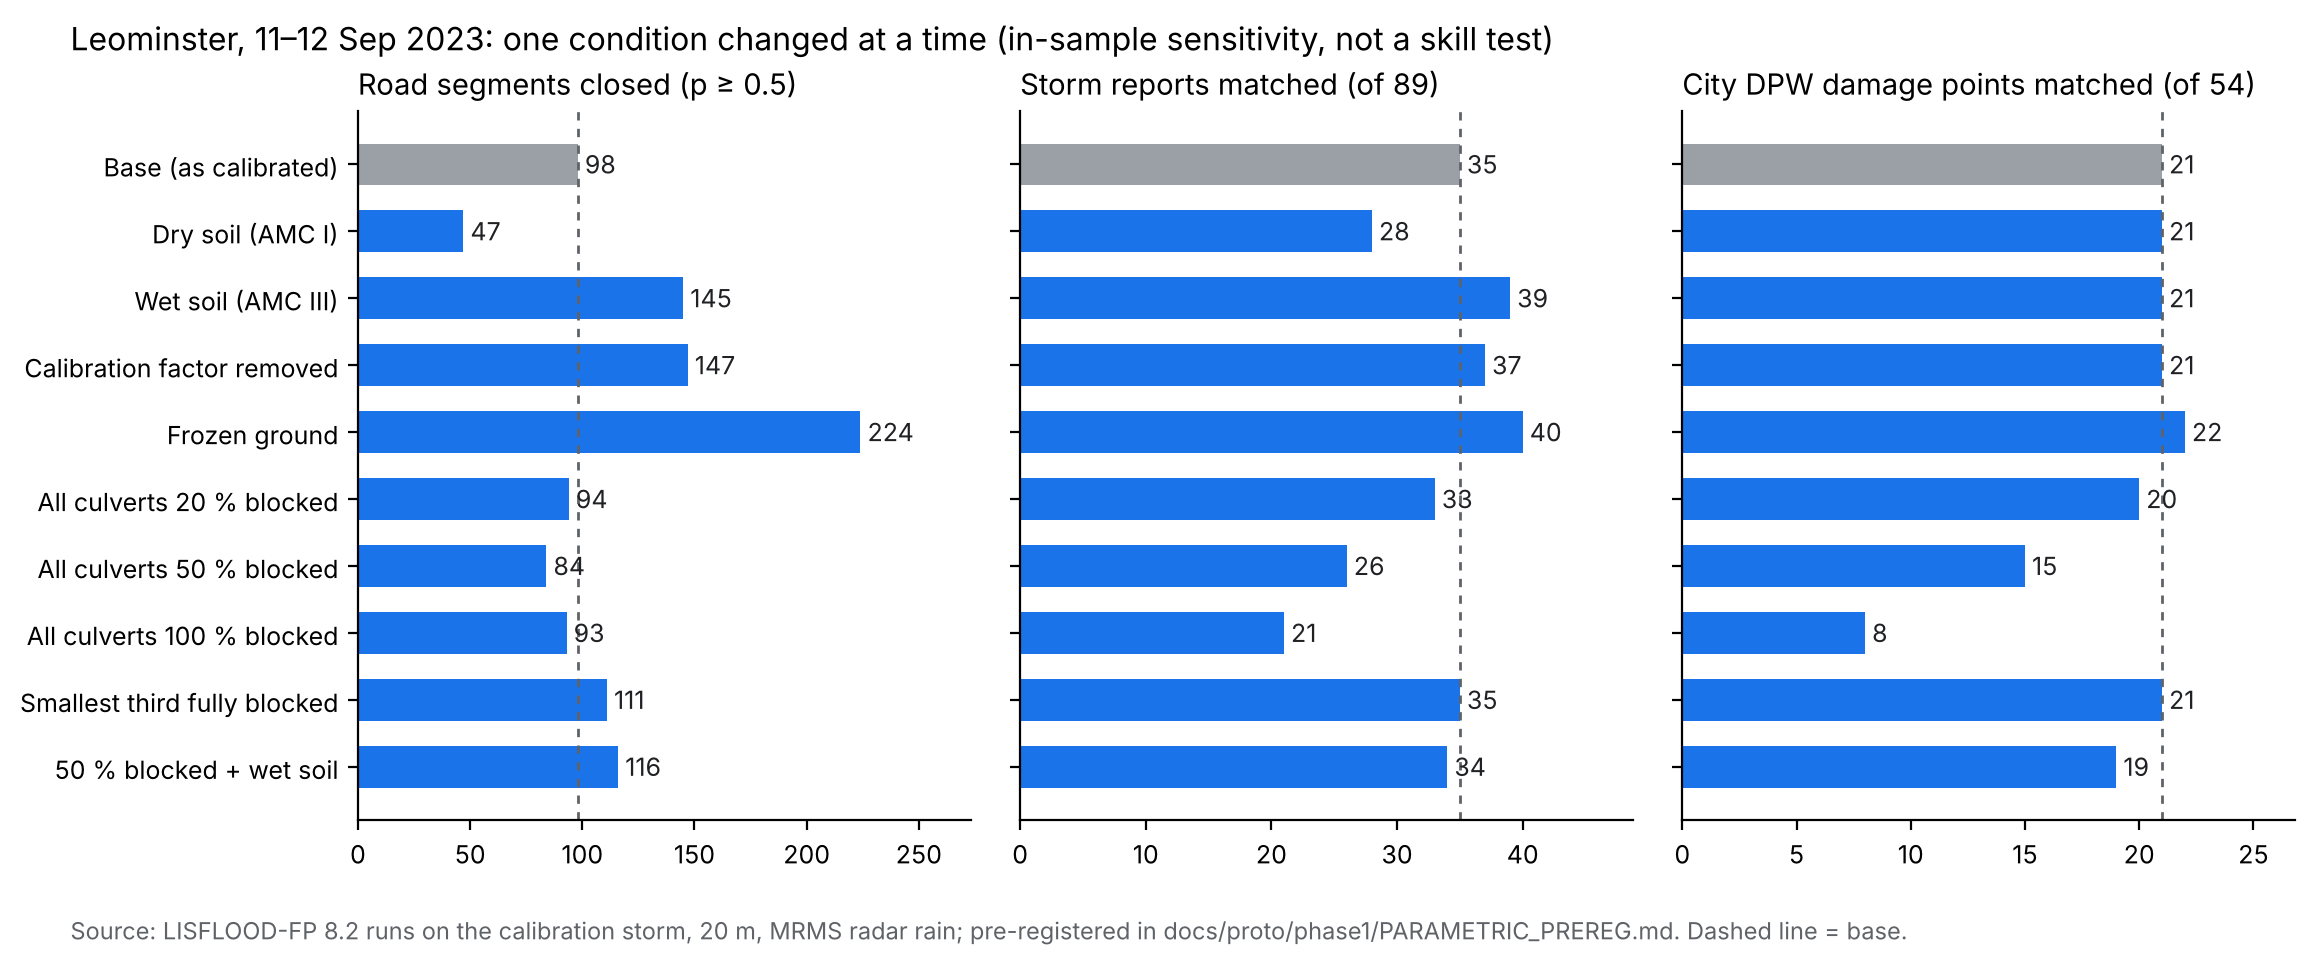 Leominster, 11–12 Sep 2023: one condition changed at a time (in-sample sensitivity, not a skill test)
Road segments closed (p ≥ 0.5)
Storm reports matched (of 89)
City DPW damage points matched (of 54)
Base (as calibrated) 98 35 21
Dry soil (AMC I) 47 28 21
Wet soil (AMC III) 145 39 21
Calibration factor removed 147 37 21
Frozen ground 224 40 22
All culverts 20 % blocked 94 33 20
All culverts 50 % blocked 84 26 15
All culverts 100 % blocked 93 21 8
Smallest third fully blocked 111 35 21
50 % blocked + wet soil 116 34 19
0 50 100 150 200 250
0 10 20 30 40
0 5 10 15 20 25
Source: LISFLOOD-FP 8.2 runs on the calibration storm, 20 m, MRMS radar rain; pre-registered in docs/proto/phase1/PARAMETRIC_PREREG.md. Dashed line = base.